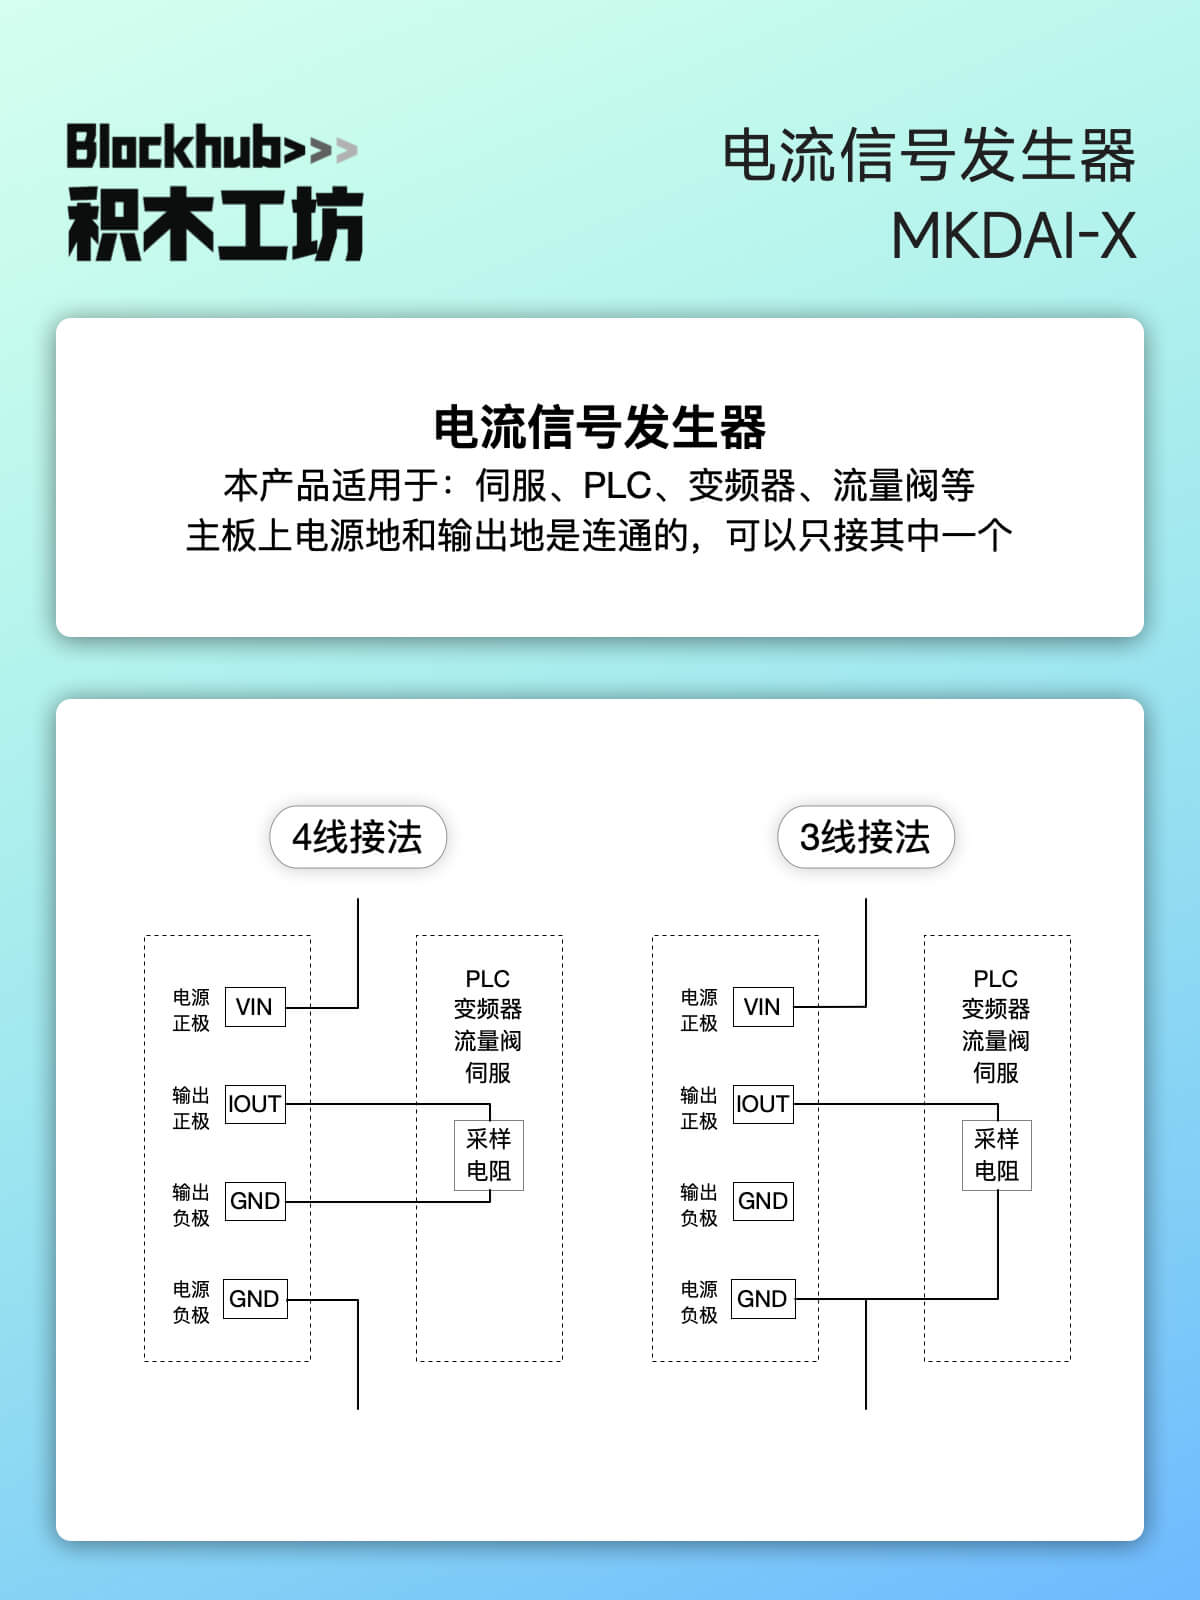 Blockhub>>>
积木工坊
电流信号发生器
MKDAI-X
电流信号发生器
本产品适用于：伺服、PLC、变频器、流量阀等
主板上电源地和输出地是连通的，可以只接其中一个
4线接法
电源
正极
VIN
输出
正极
IOUT
输出
负极
GND
电源
负极
GND
PLC
变频器
流量阀
伺服
采样
电阻
3线接法
电源
正极
VIN
输出
正极
IOUT
输出
负极
GND
电源
负极
GND
PLC
变频器
流量阀
伺服
采样
电阻